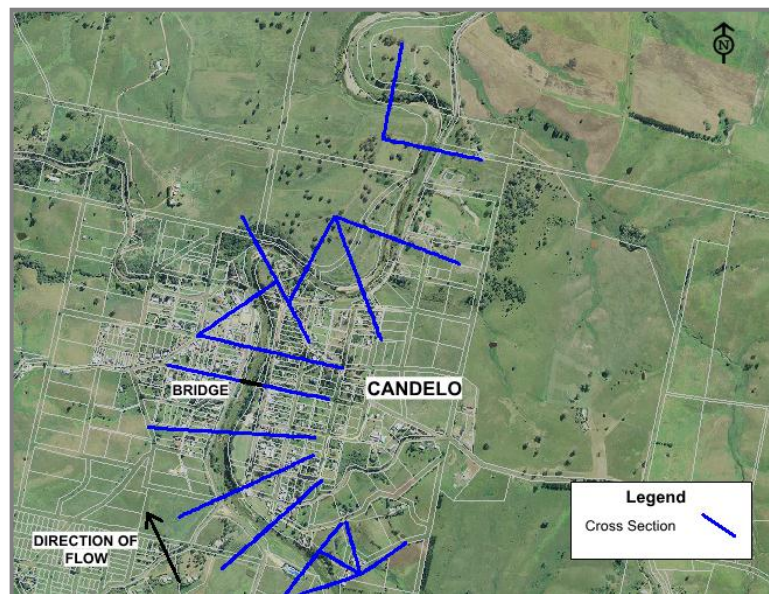 N
BRIDGE
CANDELO
DIRECTION OF
FLOW
Legend
Cross Section